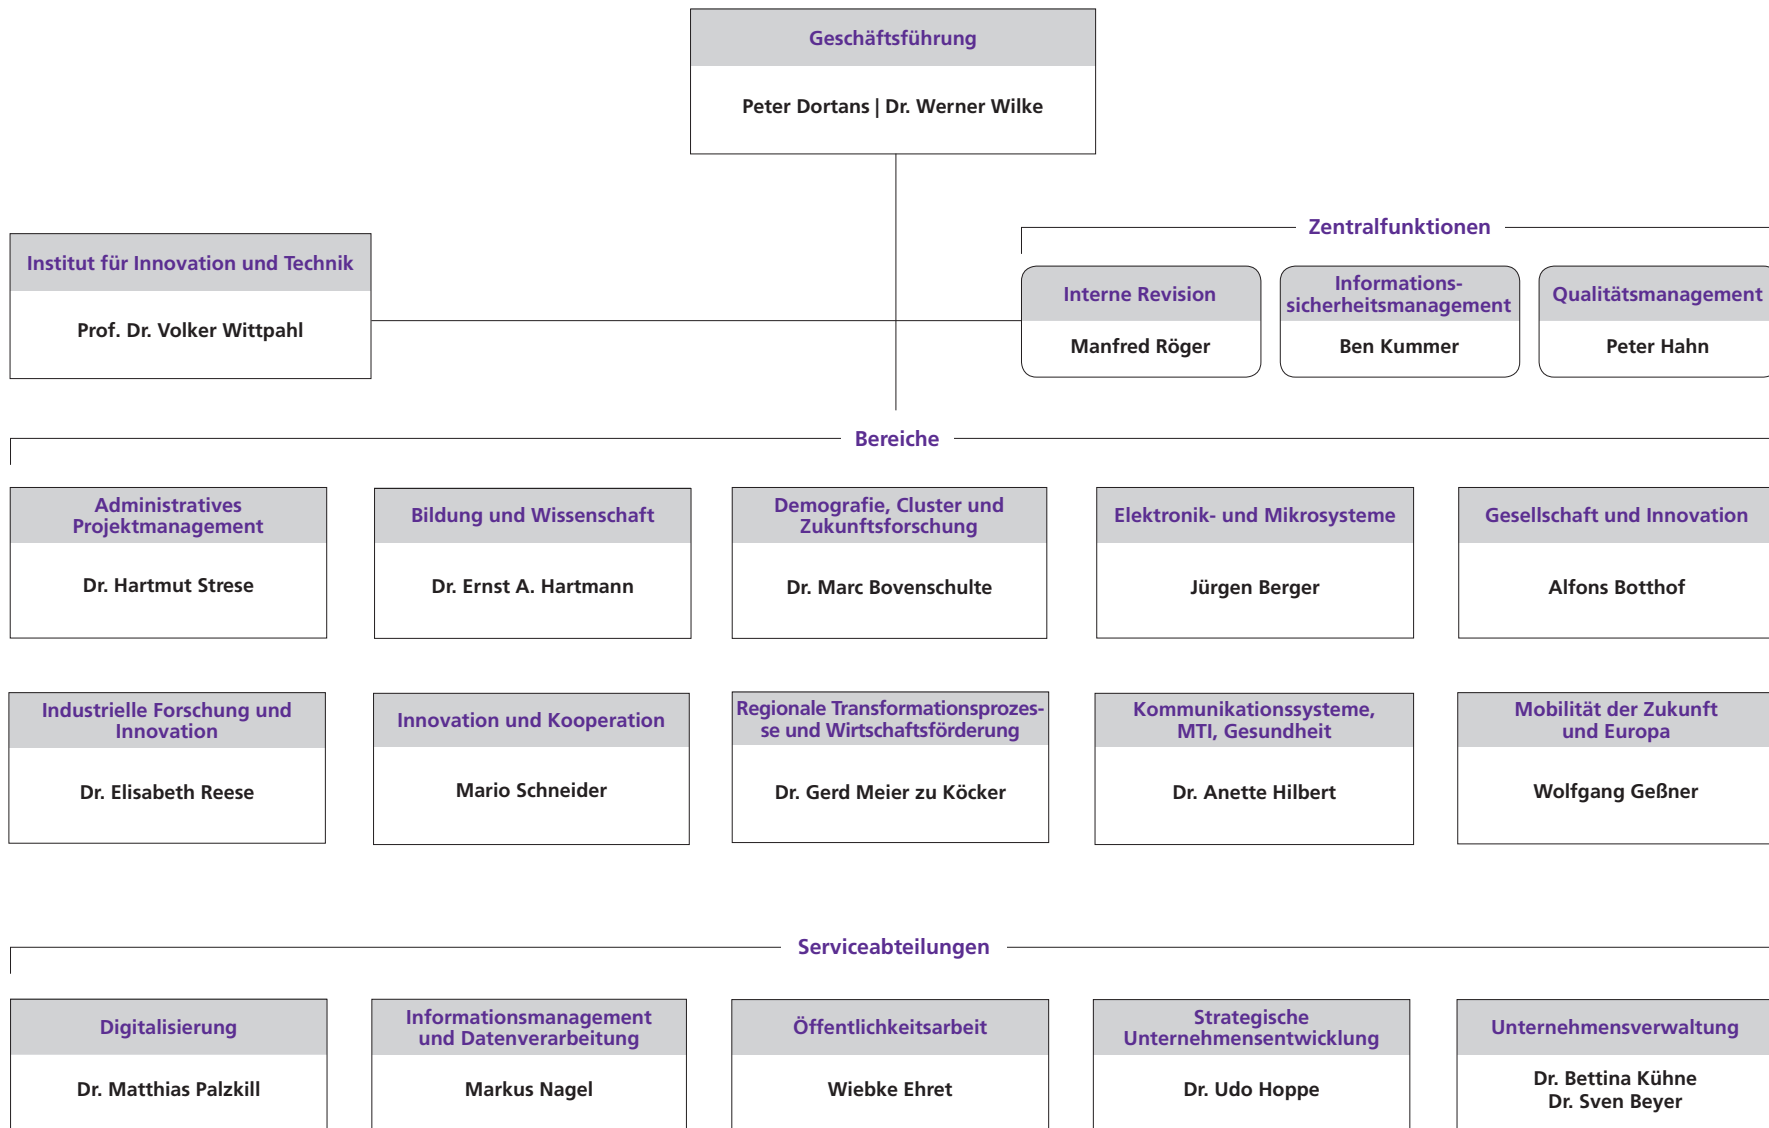 Geschäftsführung
Peter Dortans | Dr. Werner Wilke
Institut für Innovation und Technik
Prof. Dr. Volker Wittpahl
Zentralfunktionen
Interne Revision
Manfred Röger
Informations-
sicherheitsmanagement
Ben Kummer
Qualitätsmanagement
Peter Hahn
Bereiche
Administratives
Projektmanagement
Dr. Hartmut Strese
Bildung und Wissenschaft
Dr. Ernst A. Hartmann
Demografie, Cluster und
Zukunftsforschung
Dr. Marc Bovenschulte
Elektronik- und Mikrosysteme
Jürgen Berger
Gesellschaft und Innovation
Alfons Botthof
Industrielle Forschung und
Innovation
Dr. Elisabeth Reese
Innovation und Kooperation
Mario Schneider
Regionale Transformationsprozes-
se und Wirtschaftsförderung
Dr. Gerd Meier zu Köcker
Kommunikationssysteme,
MTI, Gesundheit
Dr. Anette Hilbert
Mobilität der Zukunft
und Europa
Wolfgang Geßner
Serviceabteilungen
Digitalisierung
Dr. Matthias Palzkill
Informationsmanagement
und Datenverarbeitung
Markus Nagel
Öffentlichkeitsarbeit
Wiebke Ehret
Strategische
Unternehmensentwicklung
Dr. Udo Hoppe
Unternehmensverwaltung
Dr. Bettina Kühne
Dr. Sven Beyer